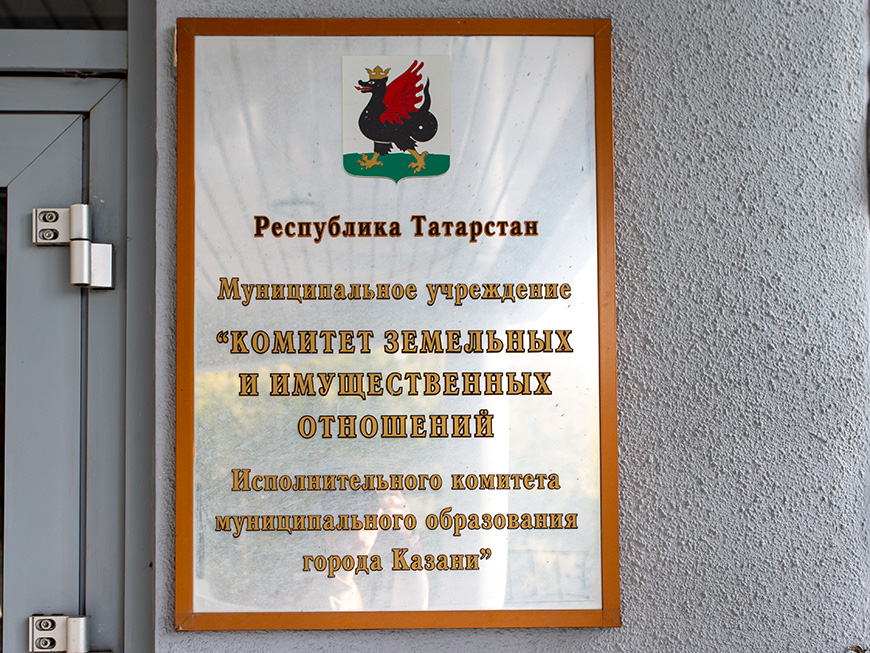 Республика Татарстан
Муниципальное учреждение
“КОМИТЕТ ЗЕМЕЛЬНЫХ
И ИМУЩЕСТВЕННЫХ
ОТНОШЕНИЙ
Исполнительного комитета
муниципального образования
города Казани”